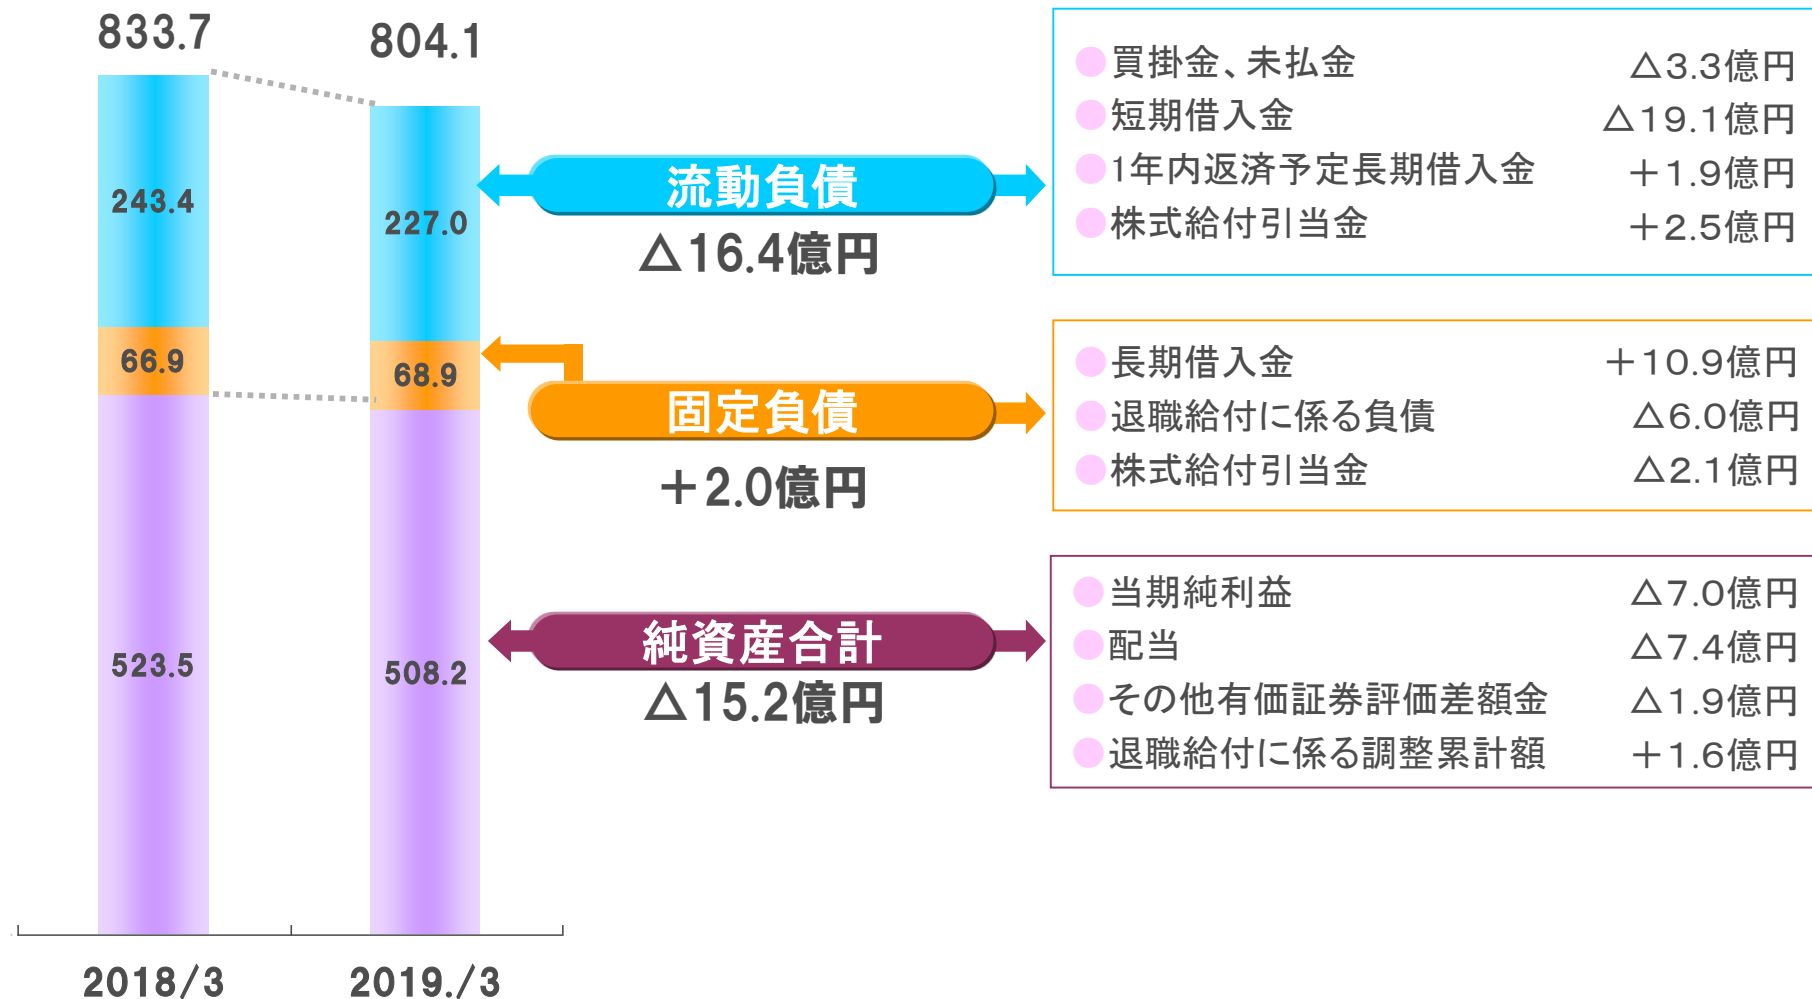 833.7
804.1
243.4
227.0
66.9
68.9
523.5
508.2
2018/3
2019./3
流動負債
△16.4億円
固定負債
＋2.0億円
純資産合計
△15.2億円
買掛金、未払金 △3.3億円
短期借入金 △19.1億円
1年内返済予定長期借入金 ＋1.9億円
株式給付引当金 ＋2.5億円
長期借入金 ＋10.9億円
退職給付に係る負債 △6.0億円
株式給付引当金 △2.1億円
当期純利益 △7.0億円
配当 △7.4億円
その他有価証券評価差額金 △1.9億円
退職給付に係る調整累計額 ＋1.6億円